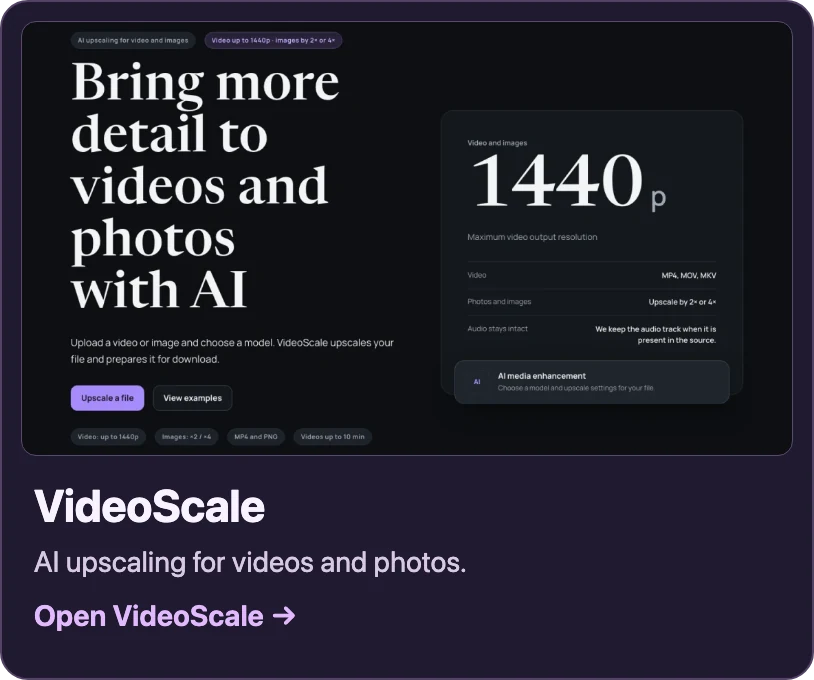 AI upscaling for video and images
Video up to 1440p · images by 2× or 4×
Bring more
detail to
videos and
photos
with AI
Upload a video or image and choose a model. VideoScale upscales your
file and prepares it for download.
Upscale a file
View examples
Video: up to 1440p
Images: ×2 / ×4
MP4 and PNG
Videos up to 10 min
Video and images
1440 p
Maximum video output resolution
Video MP4, MOV, MKV
Photos and images Upscale by 2× or 4×
Audio stays intact We keep the audio track when it is
present in the source.
AI
AI media enhancement
Choose a model and upscale settings for your file.
VideoScale
AI upscaling for videos and photos.
Open VideoScale →